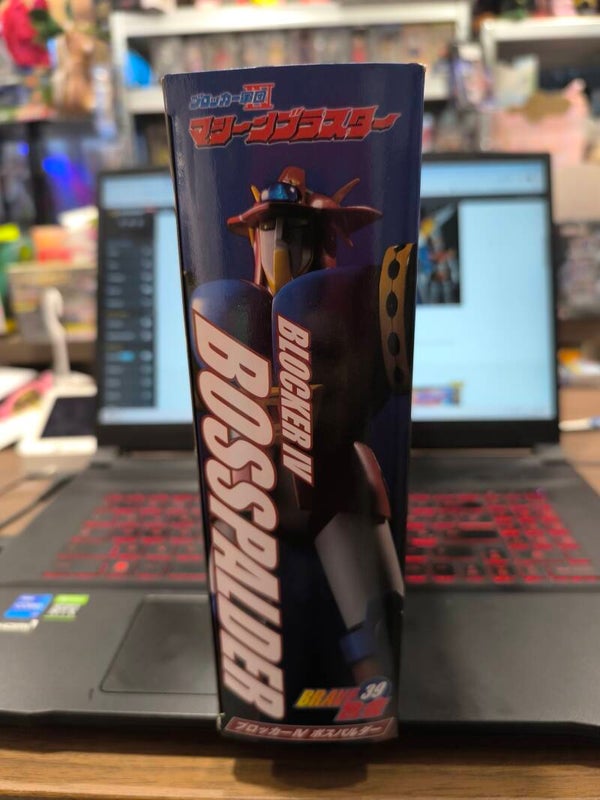 ブロッカー軍団IV
マシーンブラスター
BLOCKER IV
BOSSPALDER
BRAVE 39
ブロッカーIV ボスパルダー